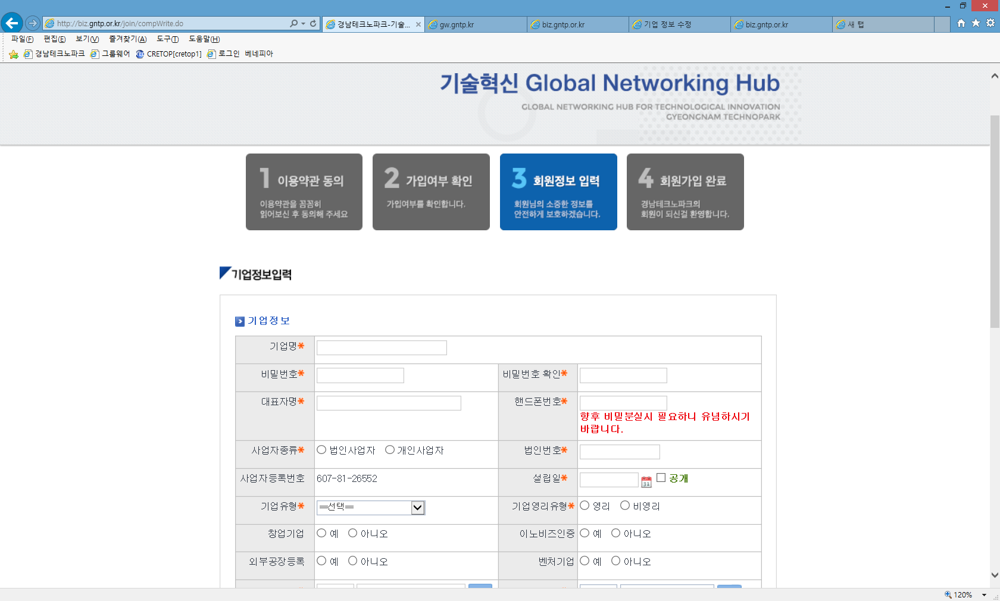 http://biz.gntp.or.kr/join/compWrite.do
경남테크노파크-기술...
gw.gntp.kr
biz.gntp.or.kr
기업 정보 수정
biz.gntp.or.kr
새 탭
파일(F) 편집(E) 보기(V) 즐겨찾기(A) 도구(T) 도움말(H)
경남테크노파크 그룹웨어 CRETOP[cretop1] 로그인 베네피아
기술혁신 Global Networking Hub
GLOBAL NETWORKING HUB FOR TECHNOLOGICAL INNOVATION
GYEONGNAM TECHNOPARK
1 이용약관 동의
이용약관을 꼼꼼히
읽어보신 후 동의해 주세요
2 가입여부 확인
가입여부를 확인합니다.
3 회원정보 입력
회원님의 소중한 정보를
안전하게 보호하겠습니다.
4 회원가입 완료
경남테크노파크의
회원이 되신걸 환영합니다.
기업정보입력
기업정보
기업명*
비밀번호* 비밀번호 확인*
대표자명* 핸드폰번호*
향후 비밀분실시 필요하니 유념하시기
바랍니다.
사업자종류* 법인사업자 개인사업자 법인번호*
사업자등록번호 607-81-26552 설립일* 31 공개
기업유형* ==선택== 기업영리유형* 영리 비영리
창업기업 예 아니오 이노비즈인증 예 아니오
외부공장등록 예 아니오 벤처기업 예 아니오
120%